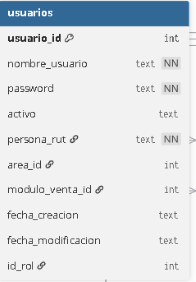 usuarios
usuario_id int
nombre_usuario text NN
password text NN
activo text
persona_rut text NN
area_id int
modulo_venta_id int
fecha_creacion text
fecha_modificacion text
id_rol int